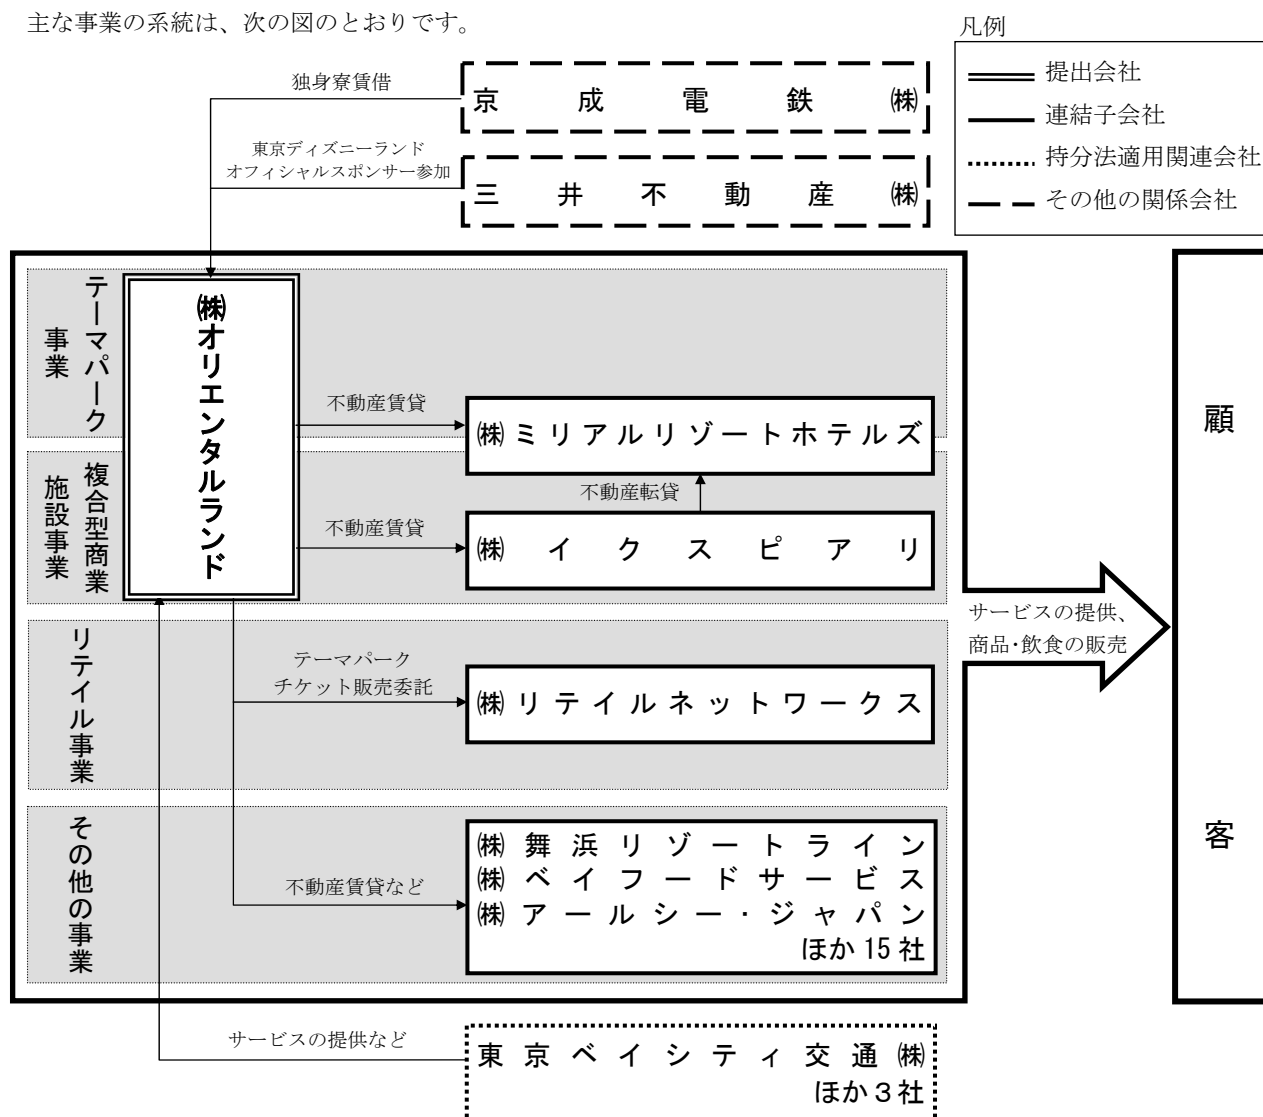 主な事業の系統は、次の図のとおりです。
凡例
提出会社
連結子会社
持分法適用関連会社
その他の関係会社
独身寮賃借
京成電鉄㈱
東京ディズニーランド
オフィシャルスポンサー参加
三井不動産㈱
テーマパーク
事業
㈱オリエンタルランド
不動産賃貸
㈱ミリアルリゾートホテルズ
不動産転貸
複合型商業
施設事業
不動産賃貸
㈱イクスピアリ
サービスの提供、
商品・飲食の販売
顧客
リテイル事業
テーマパーク
チケット販売委託
㈱リテイルネットワークス
その他の事業
不動産賃貸など
㈱舞浜リゾートライン
㈱ベイフードサービス
㈱アールシー・ジャパン
ほか 15 社
サービスの提供など
東京ベイシティ交通㈱
ほか3社